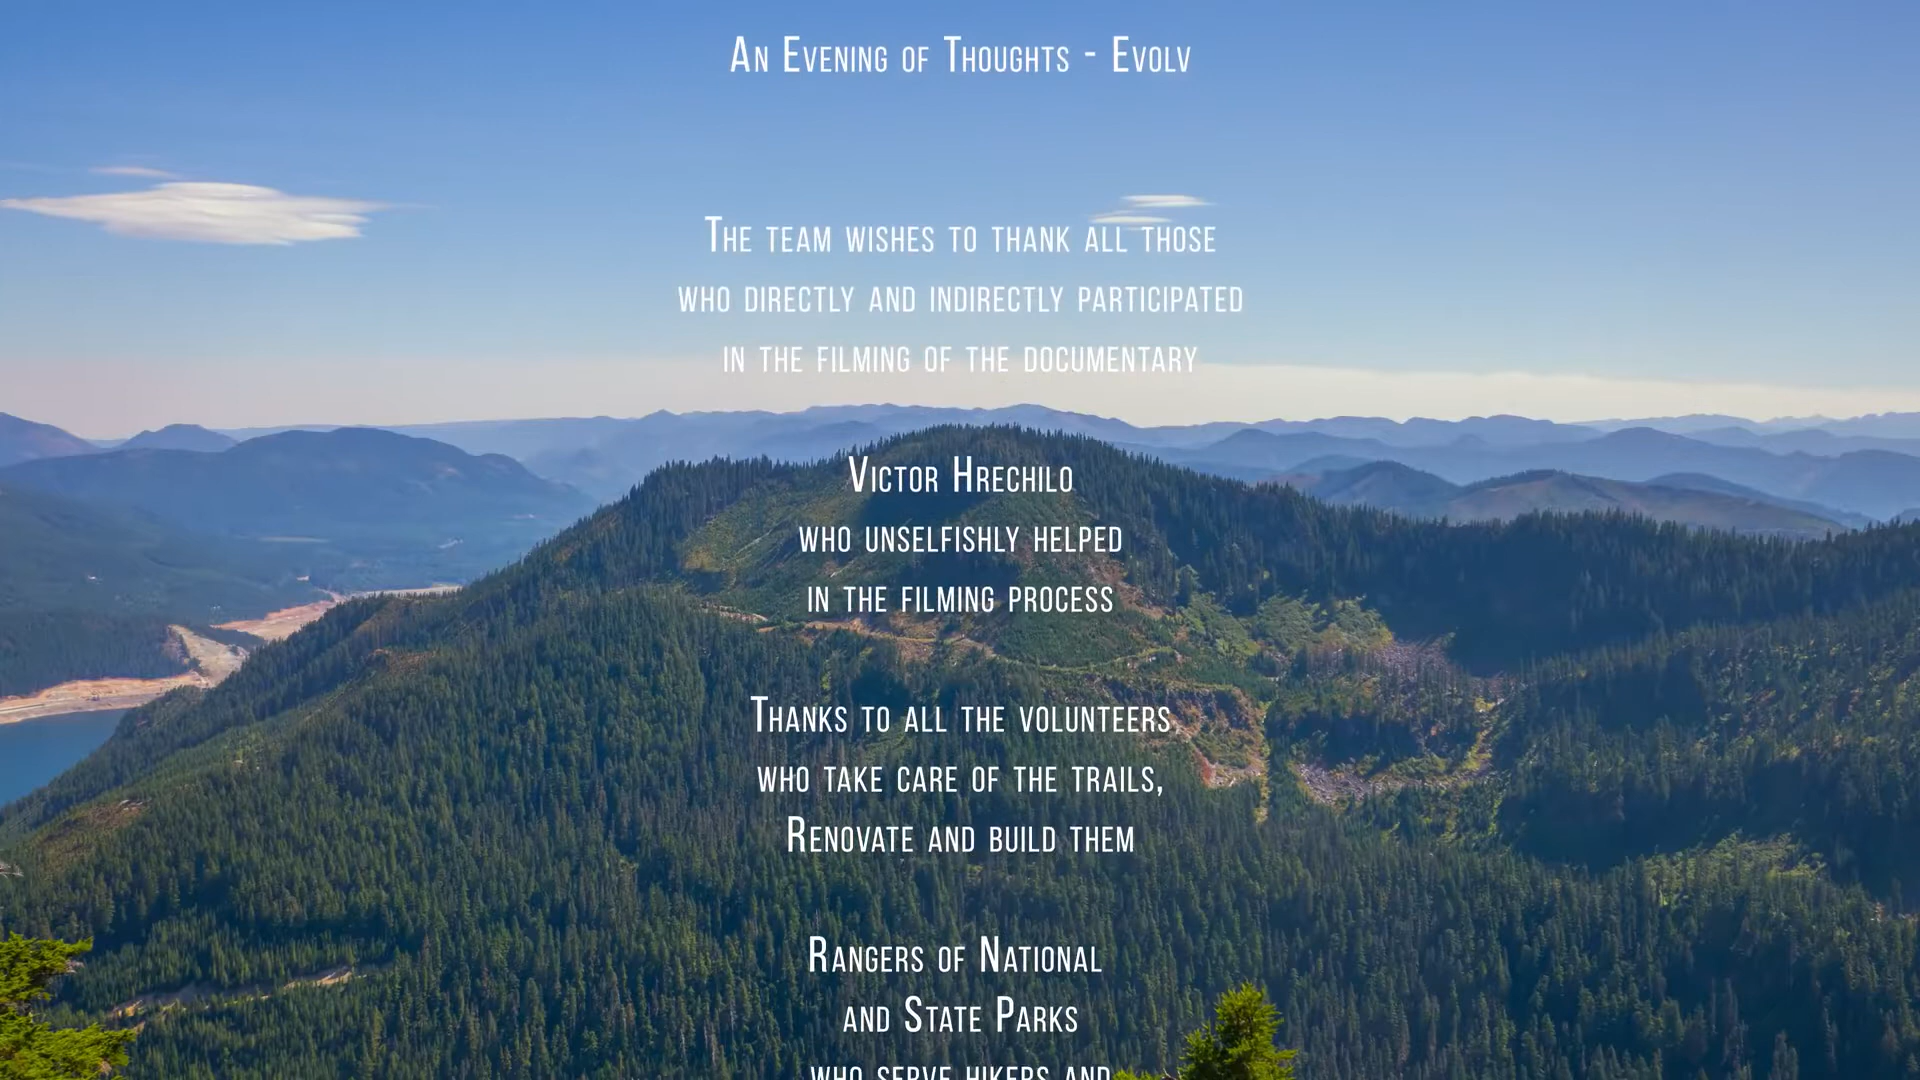 An Evening of Thoughts - Evolv
The team wishes to thank all those
who directly and indirectly participated
in the filming of the documentary
Victor Hrechilo
who unselfishly helped
in the filming process
Thanks to all the volunteers
who take care of the trails,
Renovate and build them
Rangers of National
and State Parks
who serve hikers and